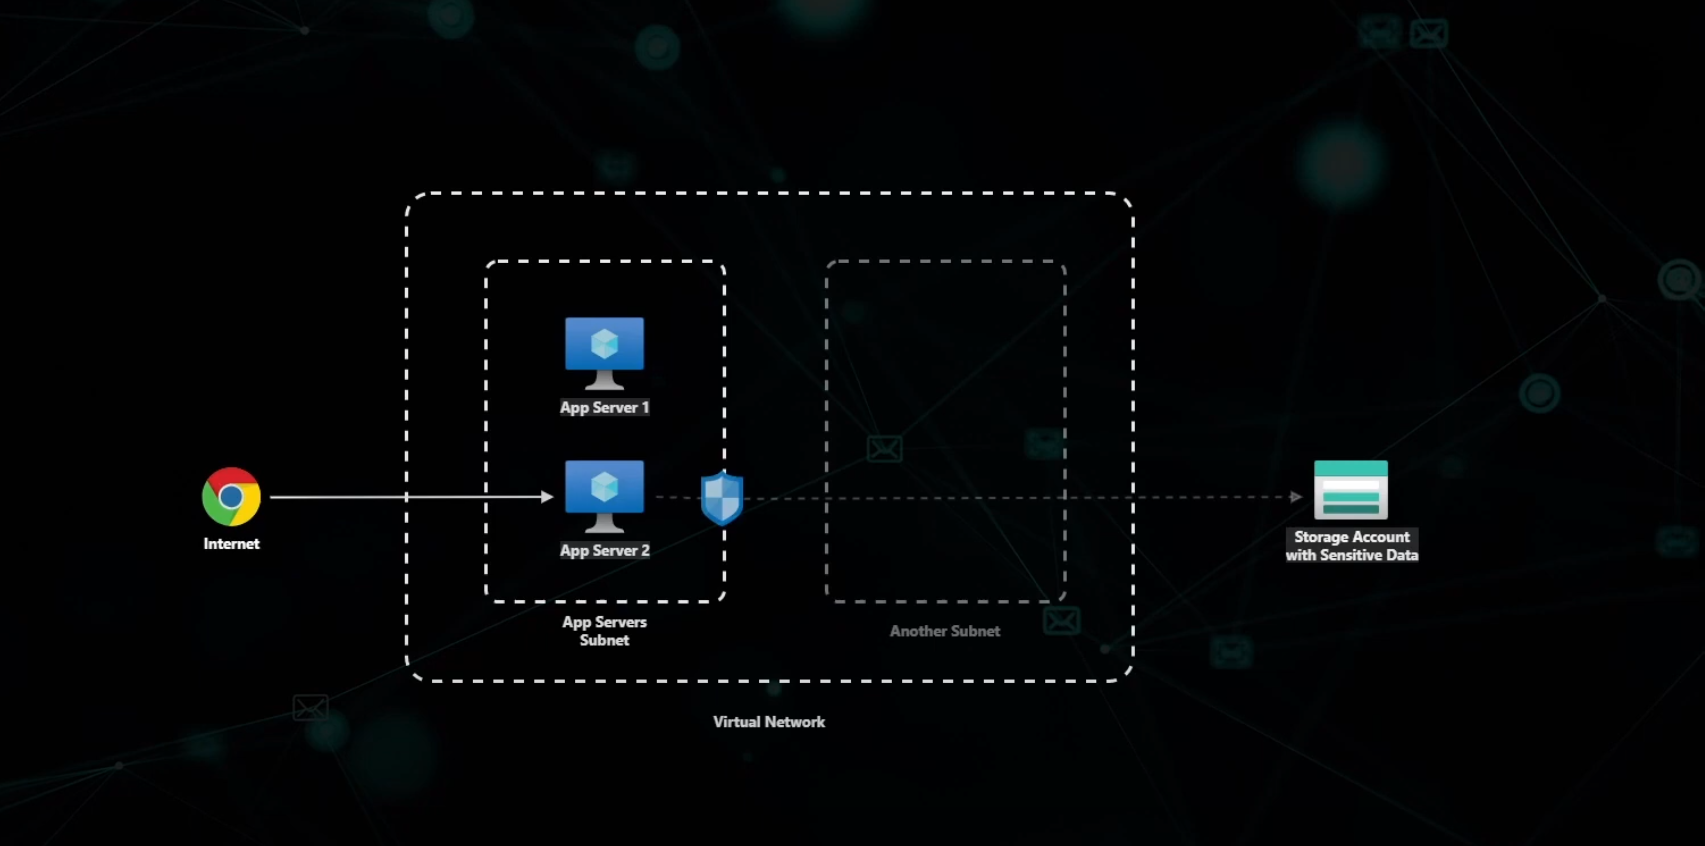 App Server 1
Internet
App Server 2
Storage Account
with Sensitive Data
App Servers
Subnet
Another Subnet
Virtual Network